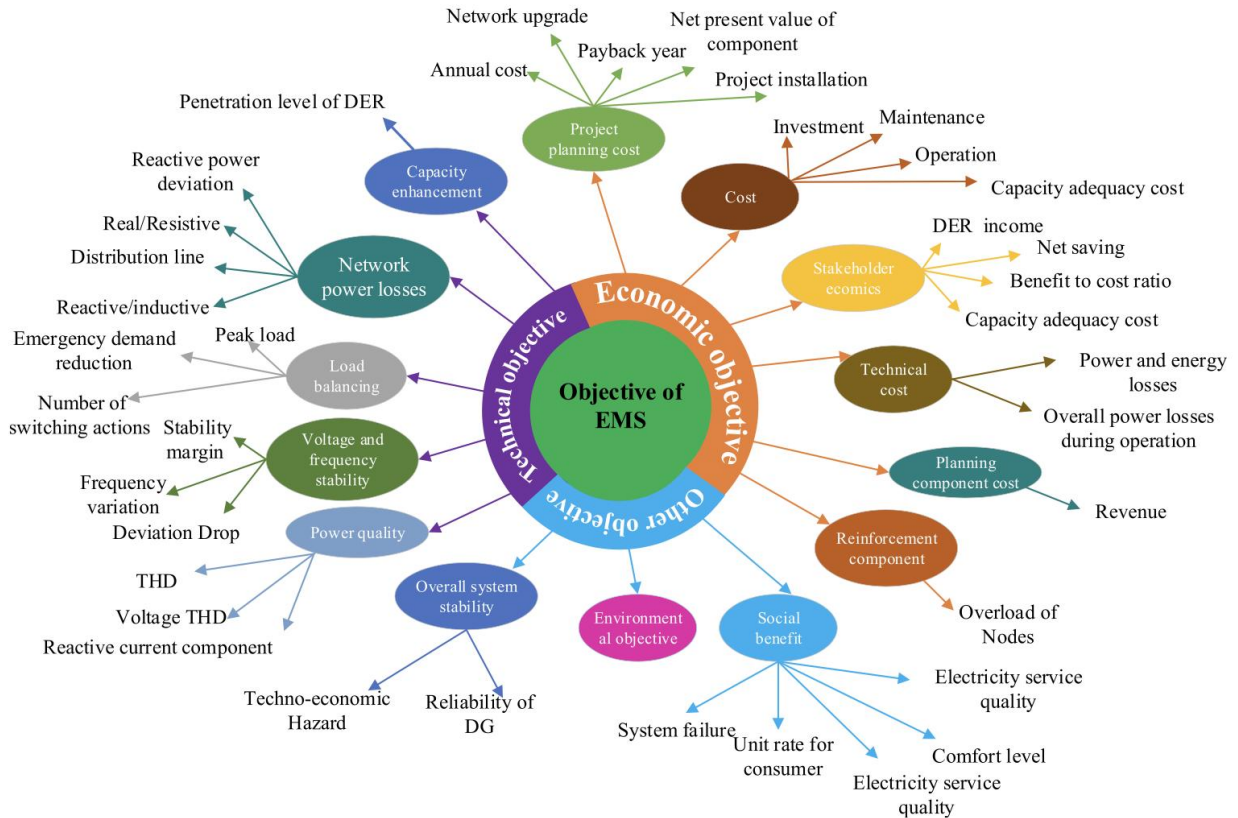 Network upgrade
Net present value of
component
Payback year
Annual cost
Project installation
Penetration level of DER
Project
planning cost
Investment
Maintenance
Operation
Capacity adequacy cost
Cost
Capacity
enhancement
Reactive power
deviation
Real/Resistive
Distribution line
Reactive/inductive
Network
power losses
DER income
Net saving
Benefit to cost ratio
Capacity adequacy cost
Stakeholder
ecomics
Peak load
Emergency demand
reduction
Number of
switching actions
Load
balancing
Technical objective
Economic objective
Other objective
Objective of
EMS
Technical
cost
Power and energy
losses
Overall power losses
during operation
Stability
margin
Frequency
variation
Deviation Drop
Voltage and
frequency
stability
Planning
component cost
Revenue
Power quality
THD
Voltage THD
Reactive current component
Reinforcement
component
Overload of
Nodes
Overall system
stability
Techno-economic
Hazard
Reliability of
DG
Environment
al objective
Social
benefit
System failure
Unit rate for
consumer
Electricity service
quality
Comfort level
Electricity service
quality